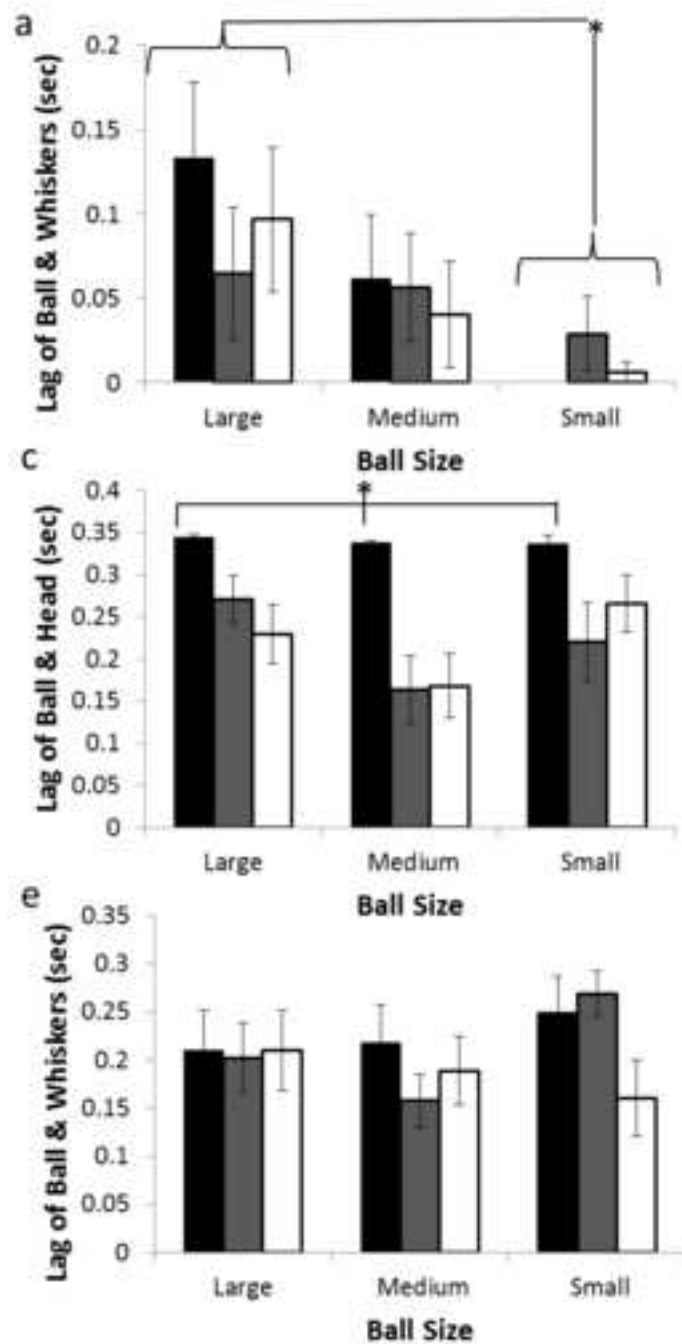 a
*
0.2
0.15
0.1
0.05
0
Lag of Ball & Whiskers (sec)
Large Medium Small
Ball Size
c
*
0.4
0.35
0.3
0.25
0.2
0.15
0.1
0.05
0
Lag of Ball & Head (sec)
Large Medium Small
Ball Size
e
0.35
0.3
0.25
0.2
0.15
0.1
0.05
0
Lag of Ball & Whiskers (sec)
Large Medium Small
Ball Size